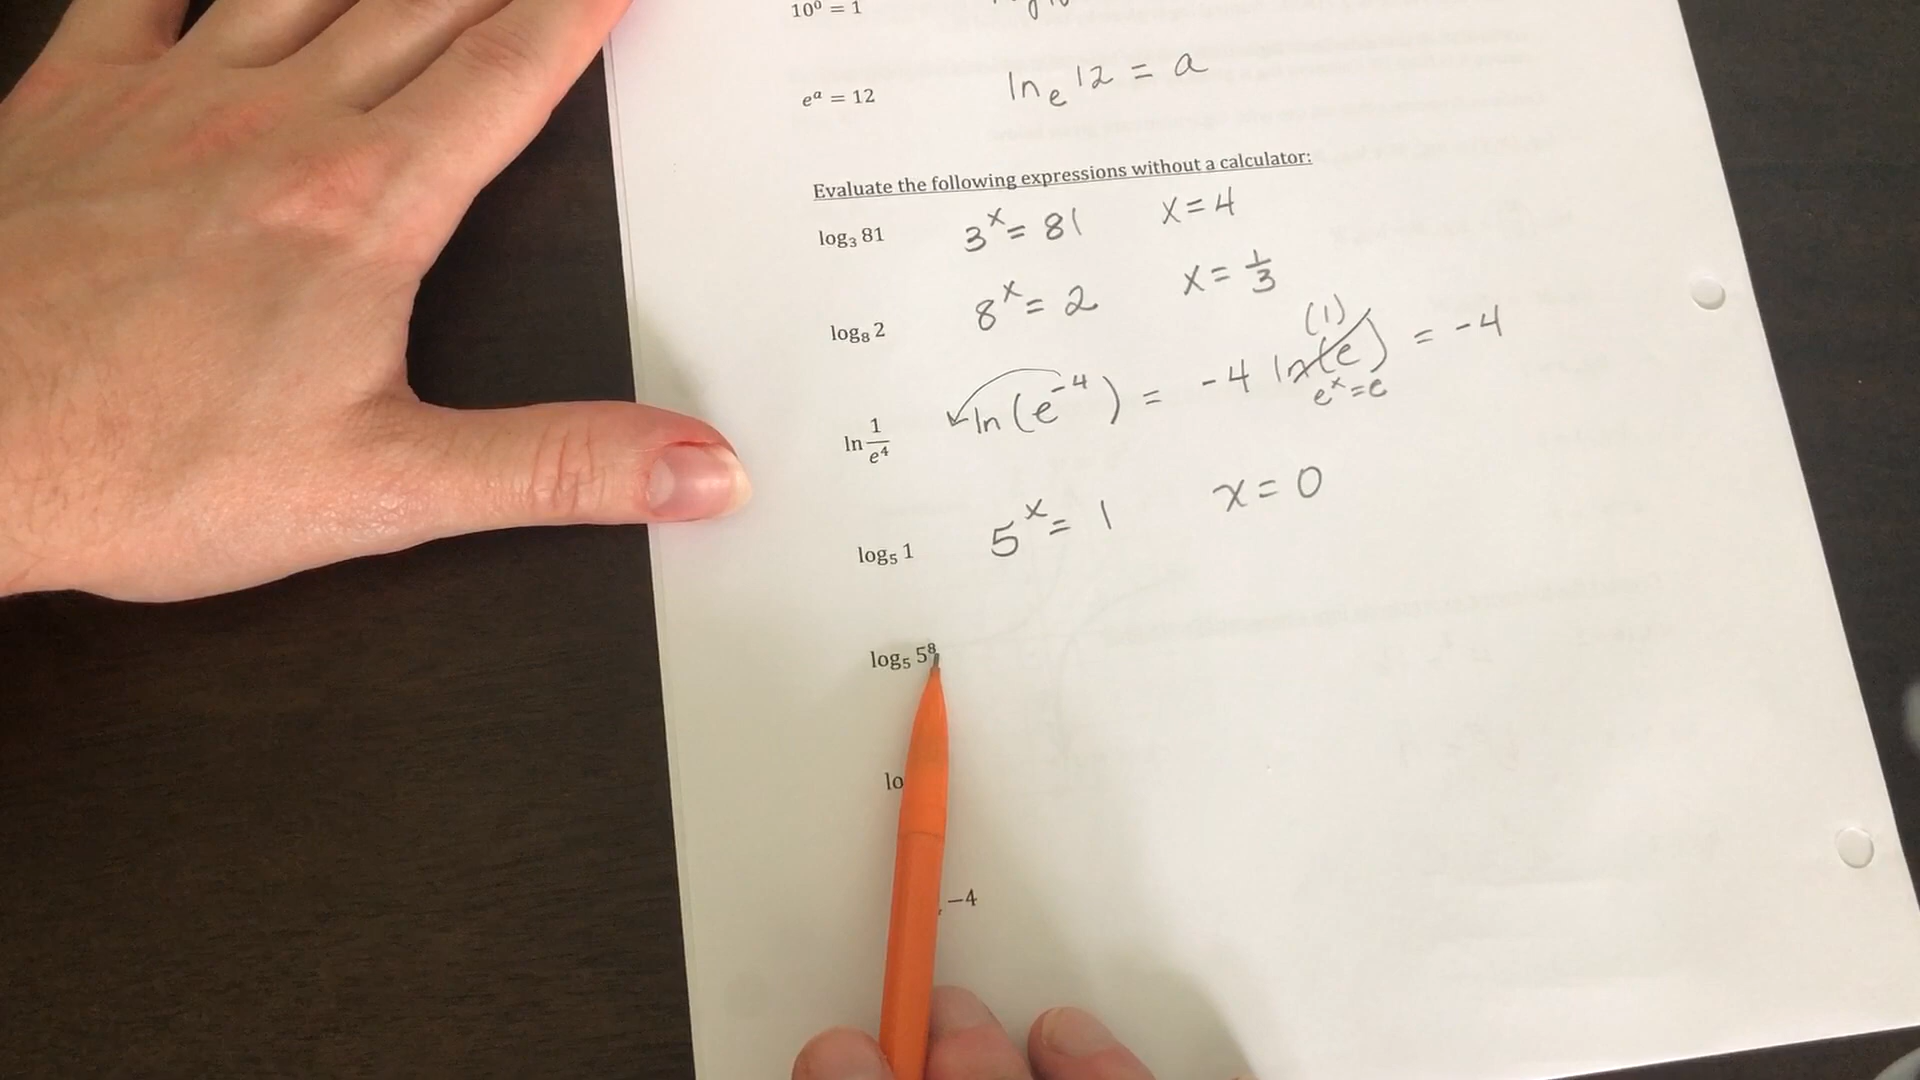 10⁰ = 1
eᵃ = 12 lnₑ 12 = a
Evaluate the following expressions without a calculator:
log₃ 81 3ˣ = 81 x = 4
log₈ 2 8ˣ = 2 x = 1/3
ln 1/e⁴ ln(e⁻⁴) = -4 ln(e) (1) = -4
eˣ = e
log₅ 1 5ˣ = 1 x = 0
log₅ 5⁸
lo
−4